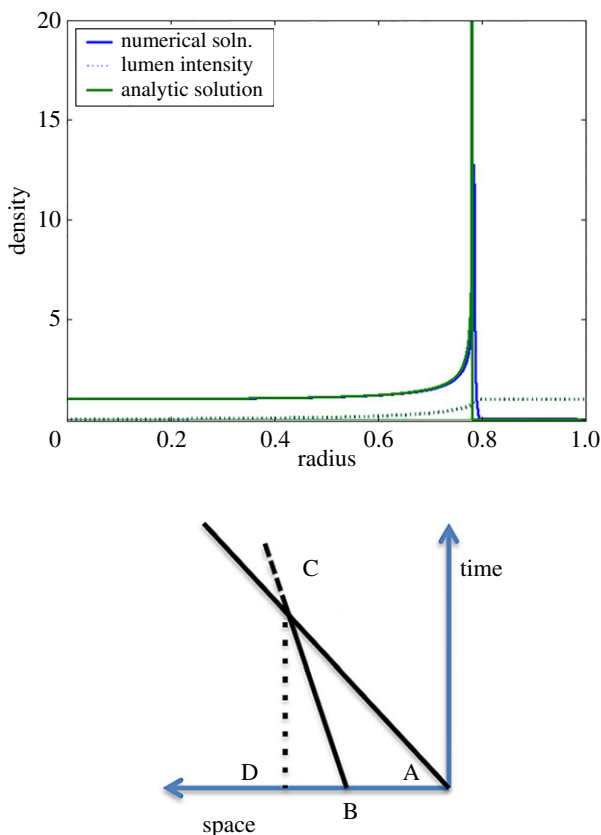 20
numerical soln.
lumen intensity
analytic solution
15
density
10
5
0
0.2
0.4
0.6
0.8
1.0
radius
C
time
D
A
B
space